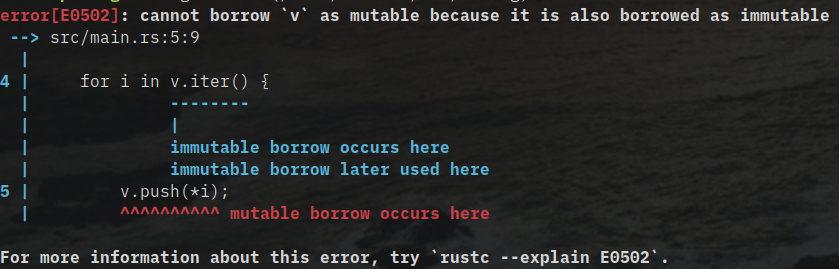 error[E0502]: cannot borrow `v` as mutable because it is also borrowed as immutable
 --> src/main.rs:5:9
  |
4 |     for i in v.iter() {
  |              --------
  |              |
  |              immutable borrow occurs here
  |              immutable borrow later used here
5 |         v.push(*i);
  |         ^^^^^^^^^^ mutable borrow occurs here
For more information about this error, try `rustc --explain E0502`.